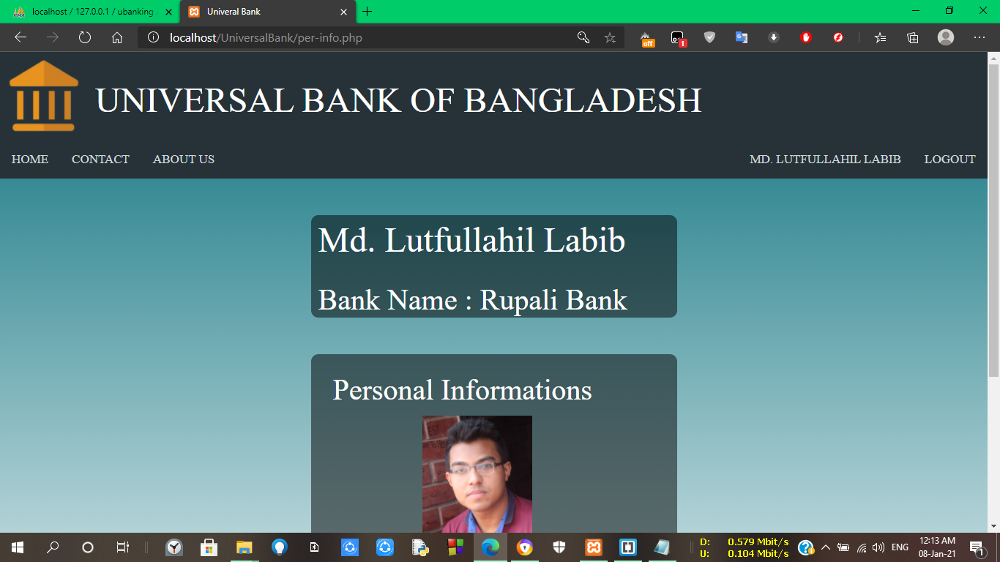 localhost / 127.0.0.1 / ubanking
Univeral Bank
localhost/UniversalBank/per-info.php
off
1
UNIVERSAL BANK OF BANGLADESH
HOME CONTACT ABOUT US MD. LUTFULLAHIL LABIB LOGOUT
Md. Lutfullahil Labib
Bank Name : Rupali Bank
Personal Informations
D: 0.579 Mbit/s
U: 0.104 Mbit/s
ENG
12:13 AM
08-Jan-21
1